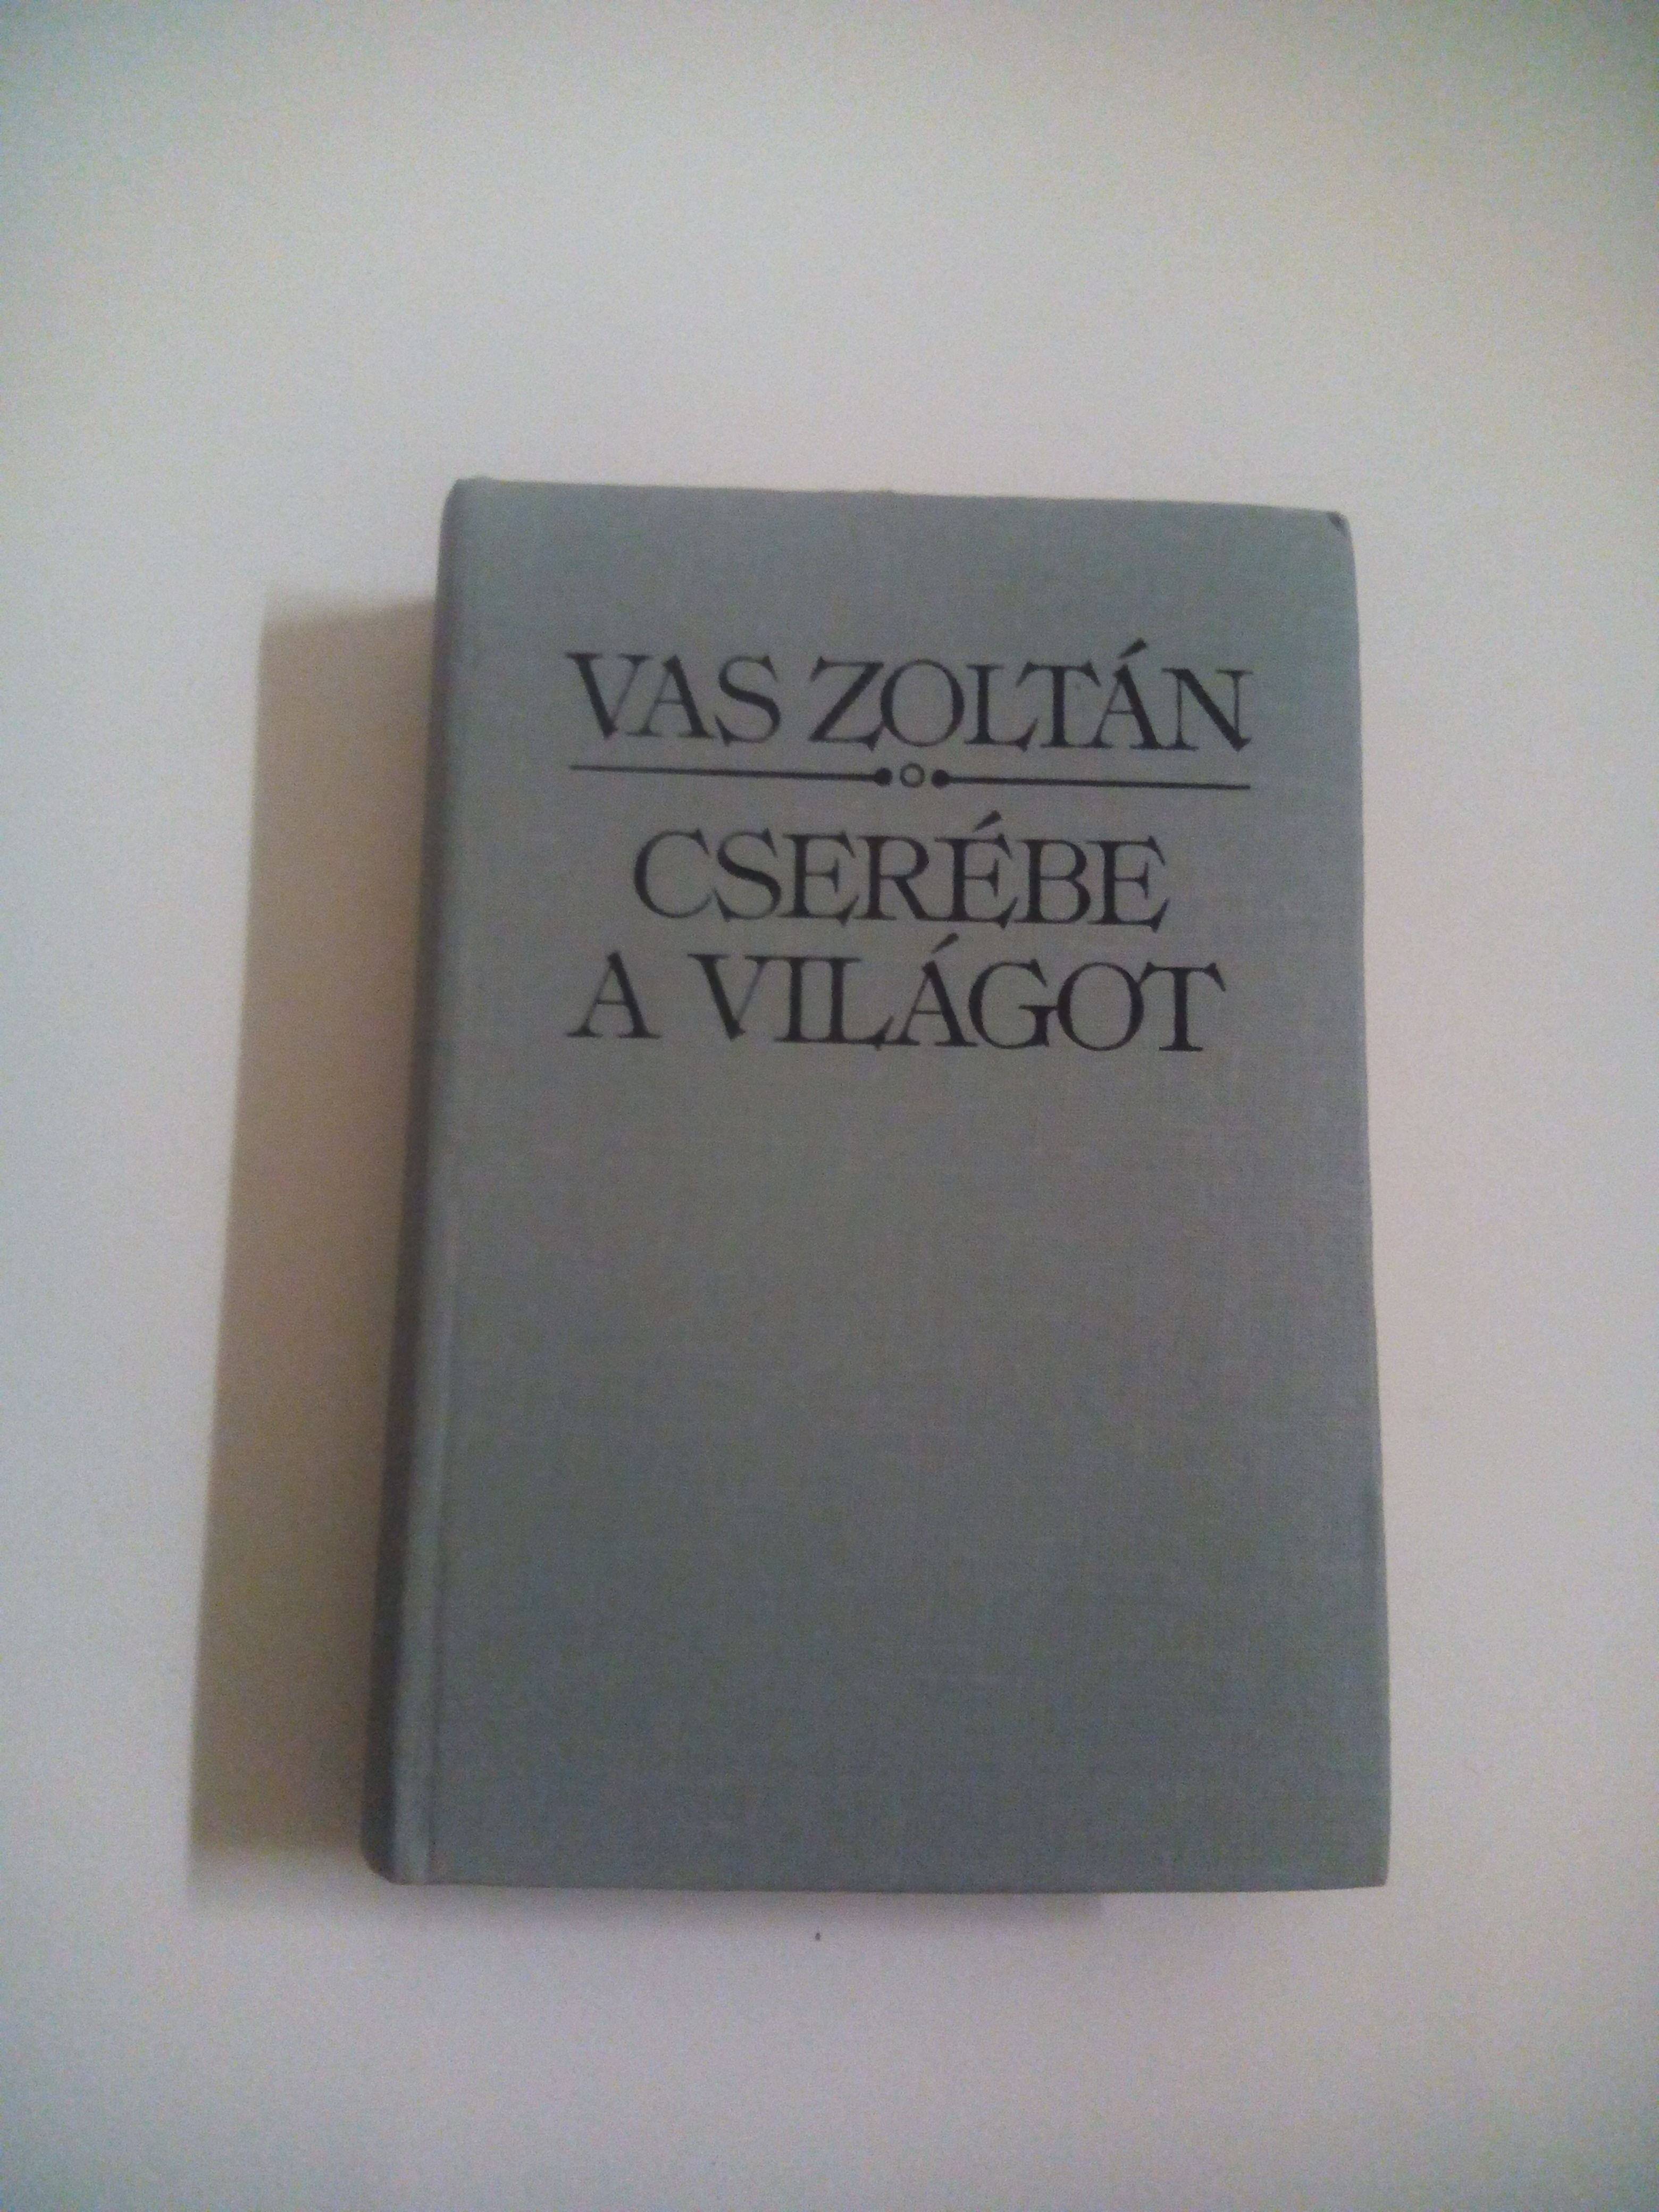 VAS ZOLTÁN
CSERÉBE
A VILÁGOT